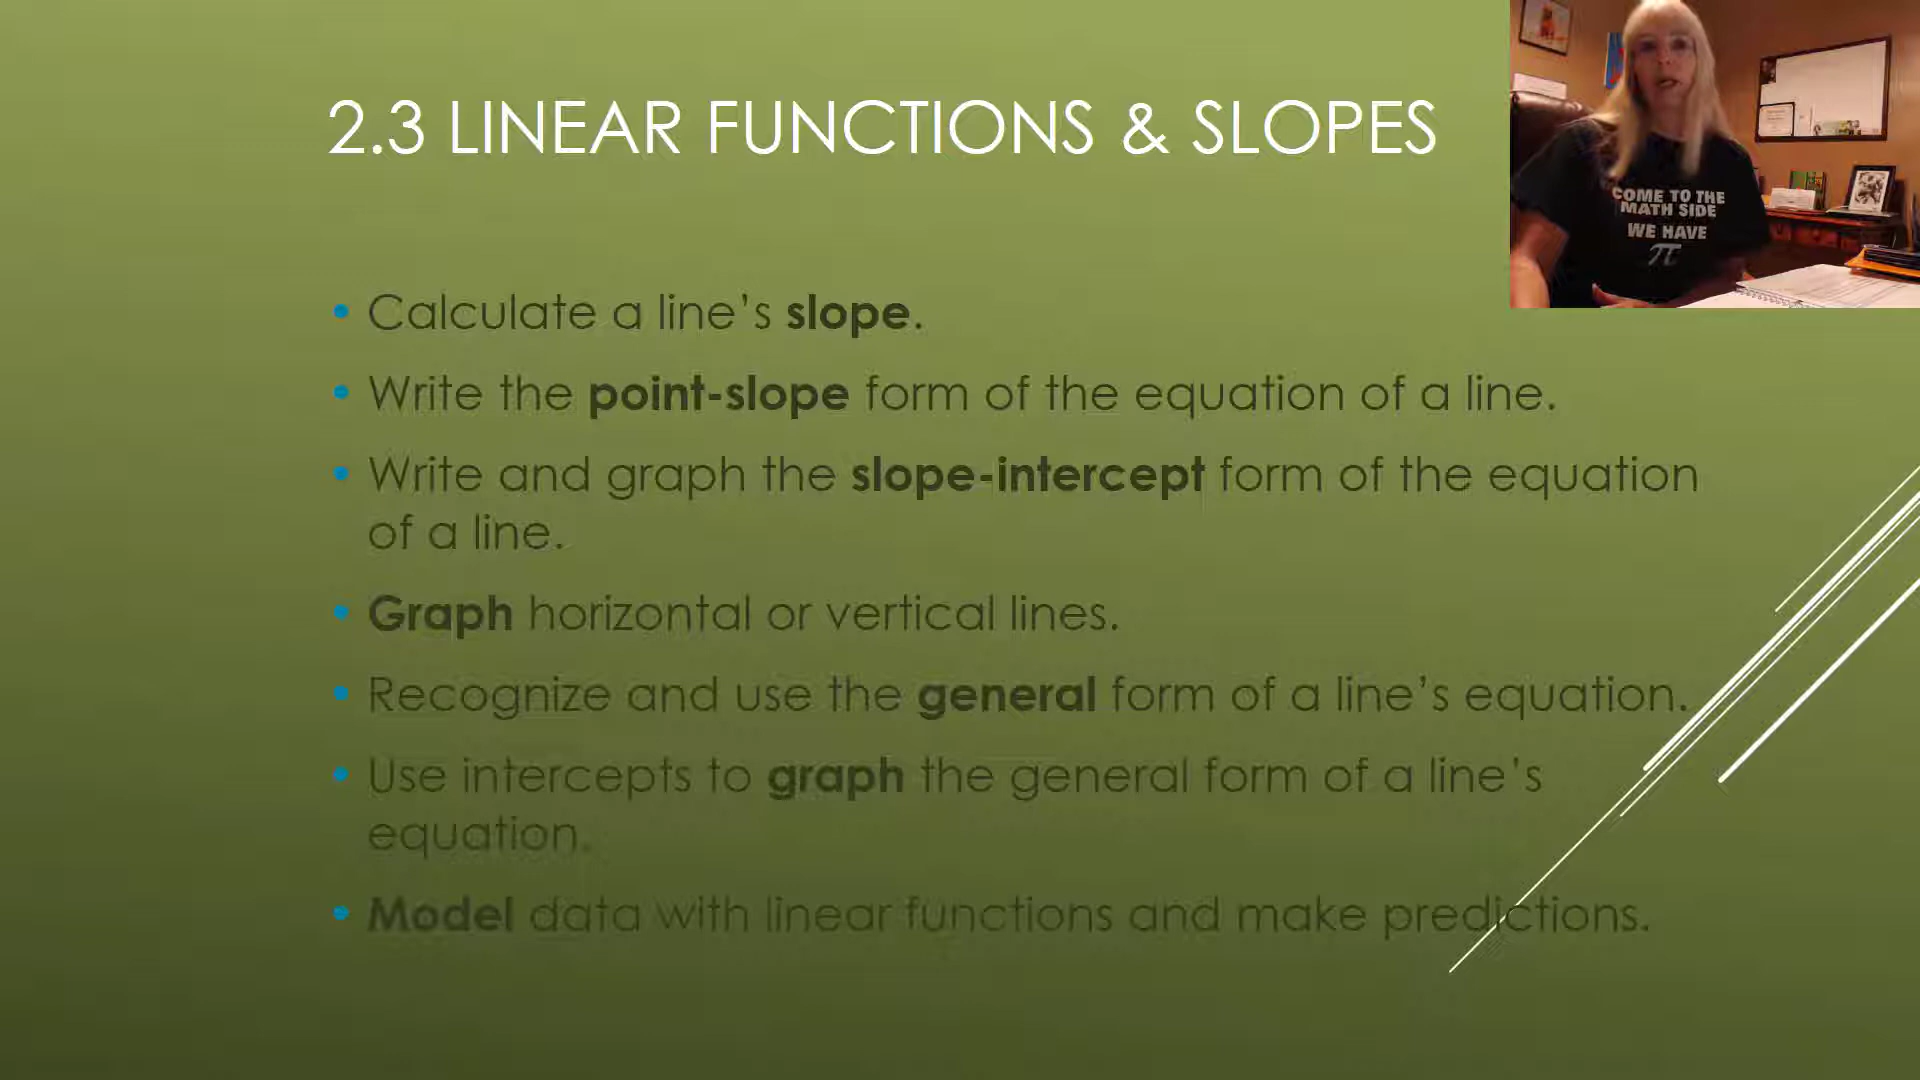 2.3 LINEAR FUNCTIONS & SLOPES
COME TO THE
MATH SIDE
WE HAVE
π
• Calculate a line’s slope.
• Write the point-slope form of the equation of a line.
• Write and graph the slope-intercept form of the equation
of a line.
• Graph horizontal or vertical lines.
• Recognize and use the general form of a line’s equation.
• Use intercepts to graph the general form of a line’s
equation.
• Model data with linear functions and make predictions.